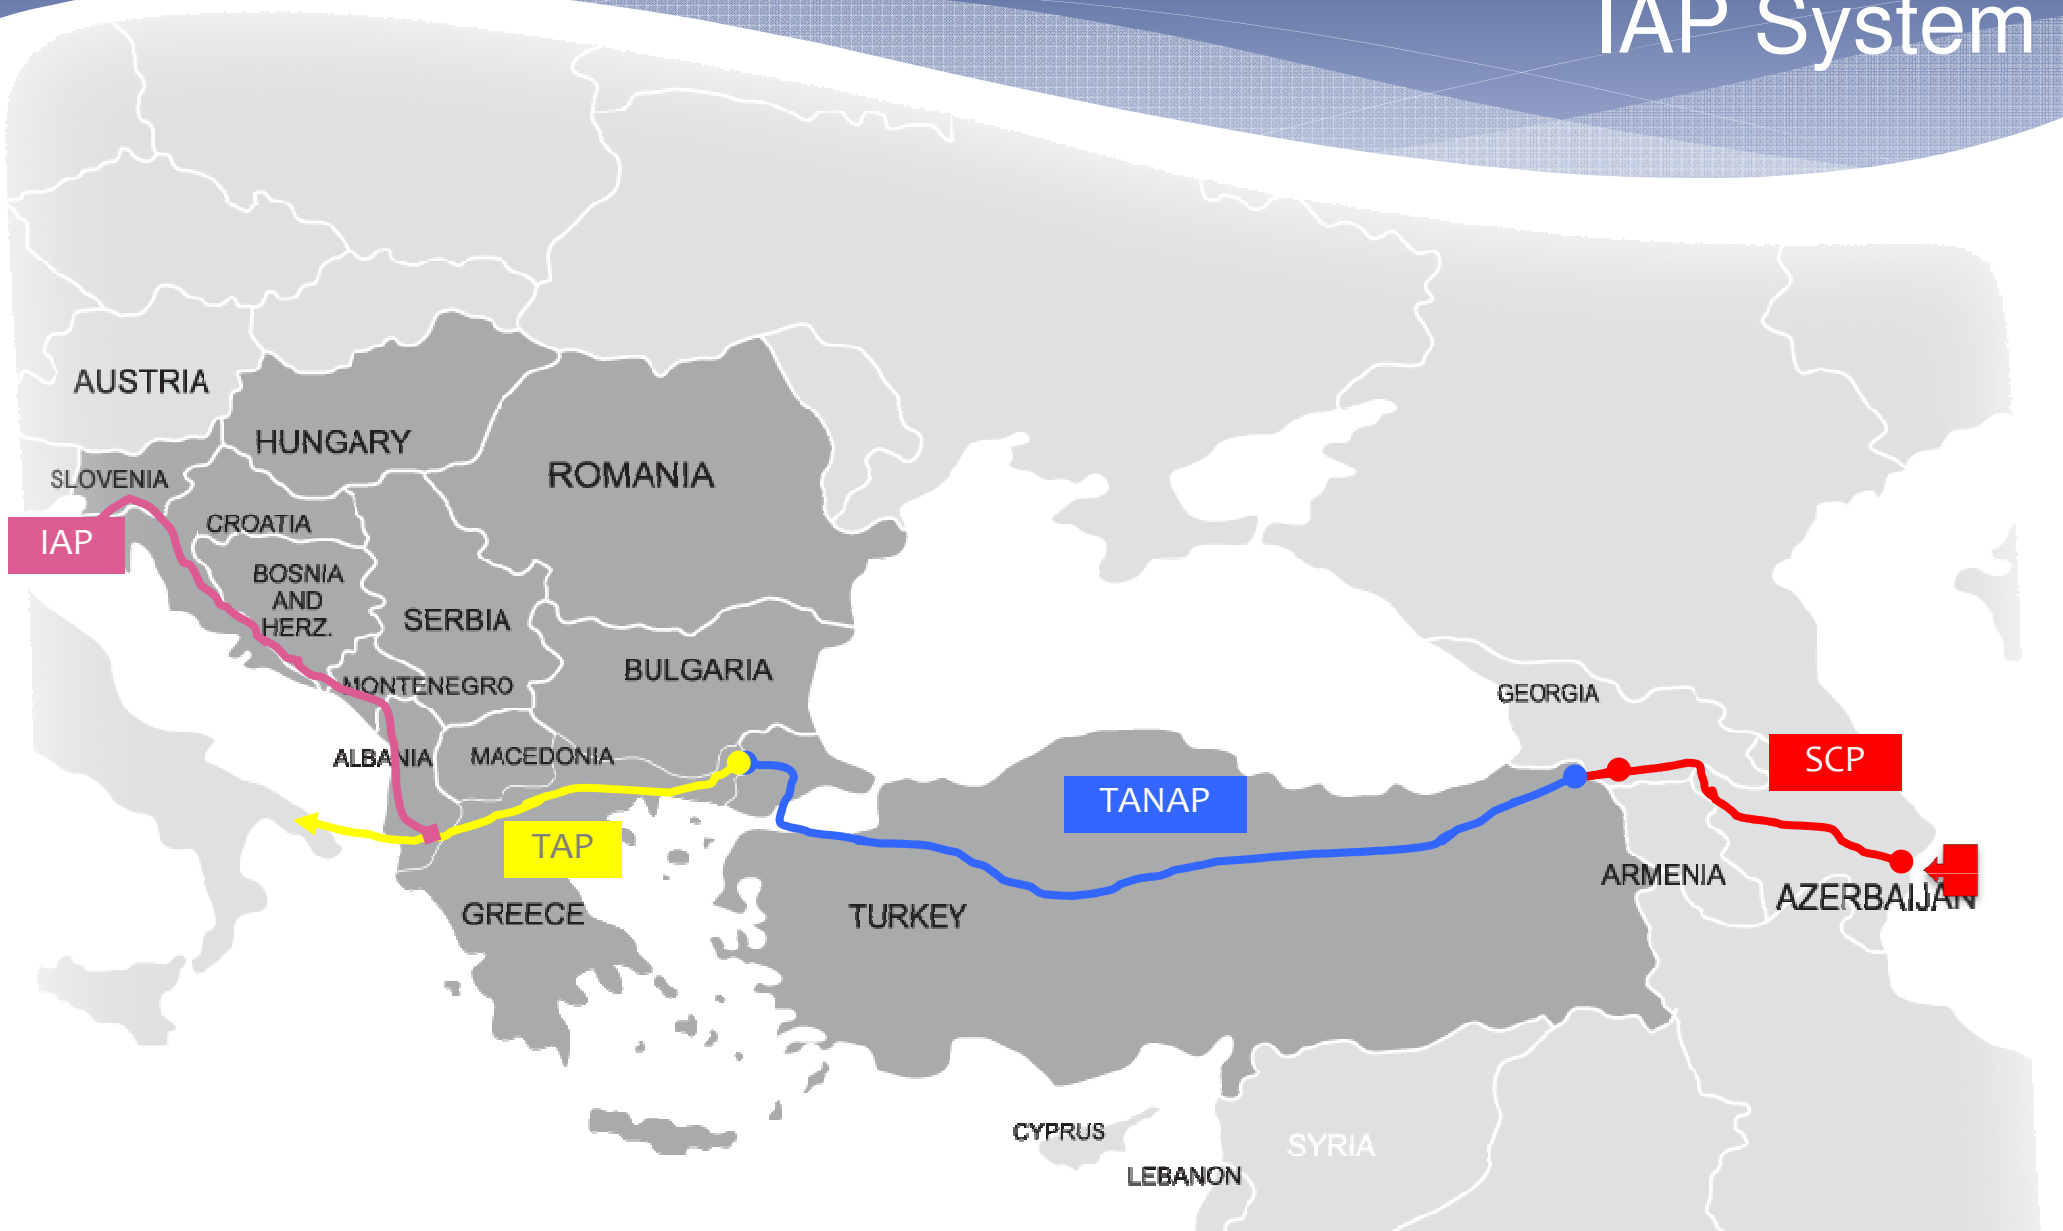 IAP System
AUSTRIA
HUNGARY
SLOVENIA
ROMANIA
CROATIA
IAP
BOSNIA
AND
HERZ.
SERBIA
BULGARIA
MONTENEGRO
GEORGIA
ALBANIA
MACEDONIA
SCP
TANAP
TAP
ARMENIA
AZERBAIJAN
GREECE
TURKEY
CYPRUS
SYRIA
LEBANON